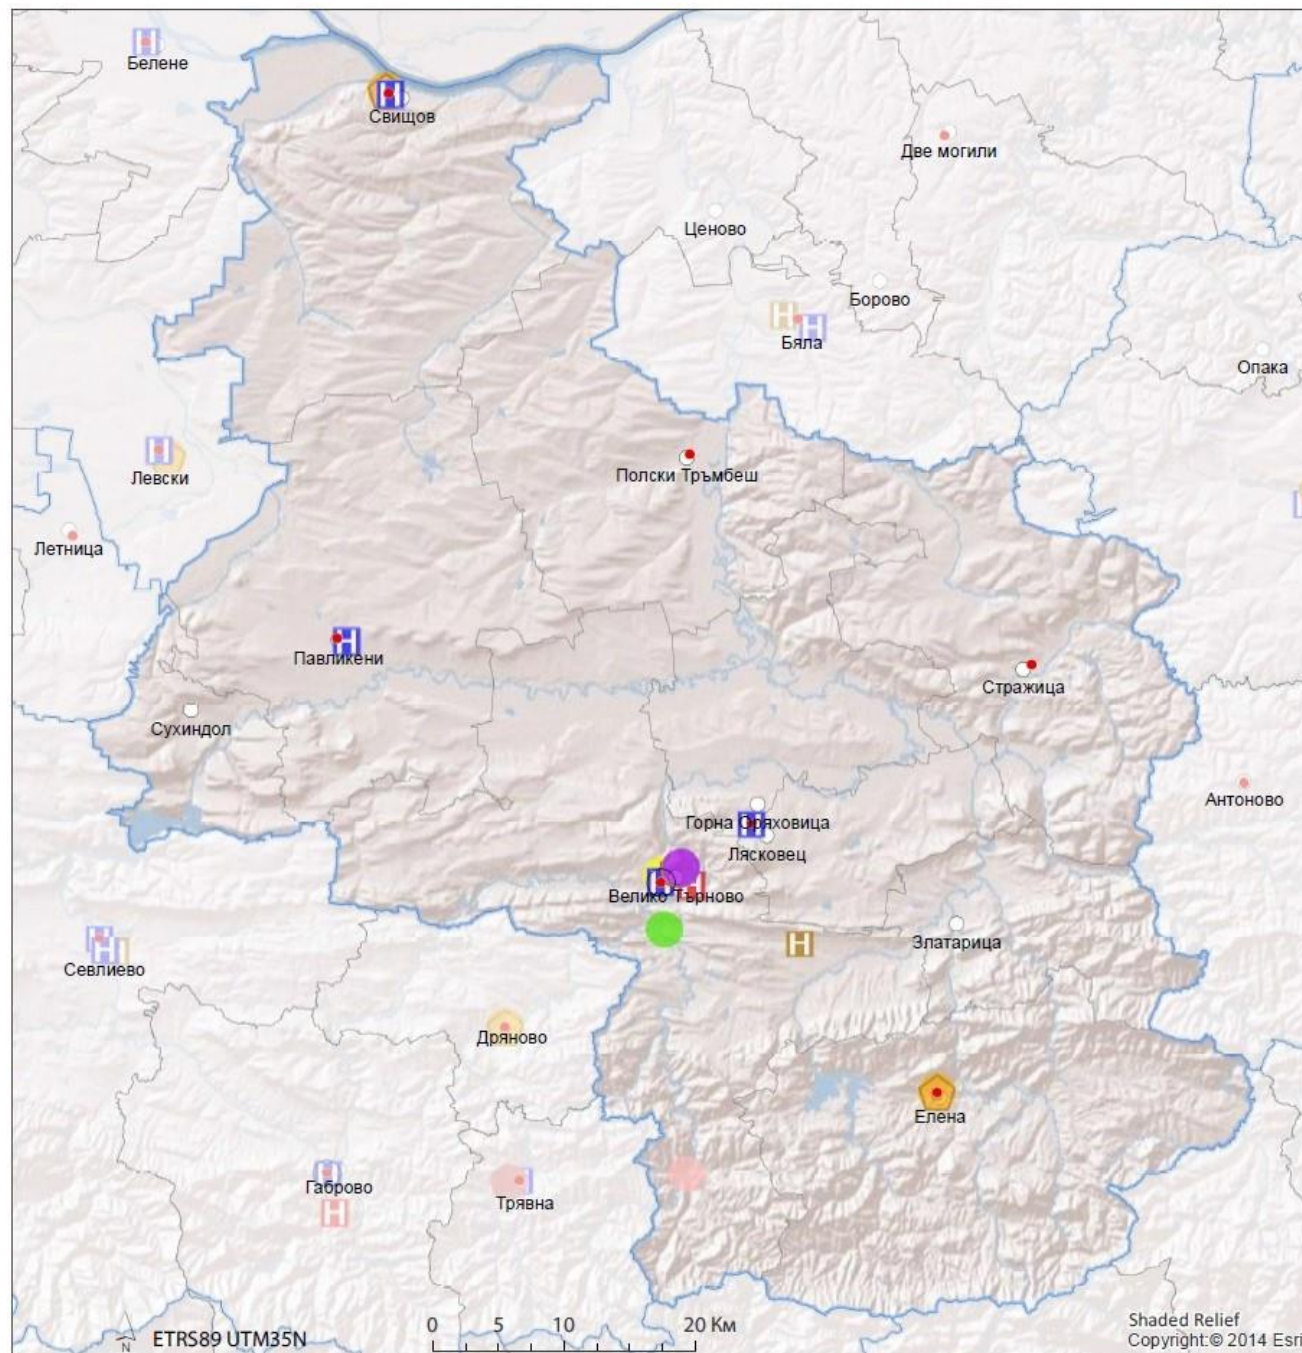 Белене
Свищов
Две могили
Ценово
Борово
Бяла
Опака
Левски
Полски Тръмбеш
Летница
Павликени
Стражица
Сухиндол
Антоново
Горна Оряховица
Лясковец
Велико Търново
Златарица
Севлиево
Дряново
Елена
Габрово
Трявна
N
ETRS89 UTM35N
0 5 10 20 Км
Shaded Relief
Copyright:© 2014 Esri